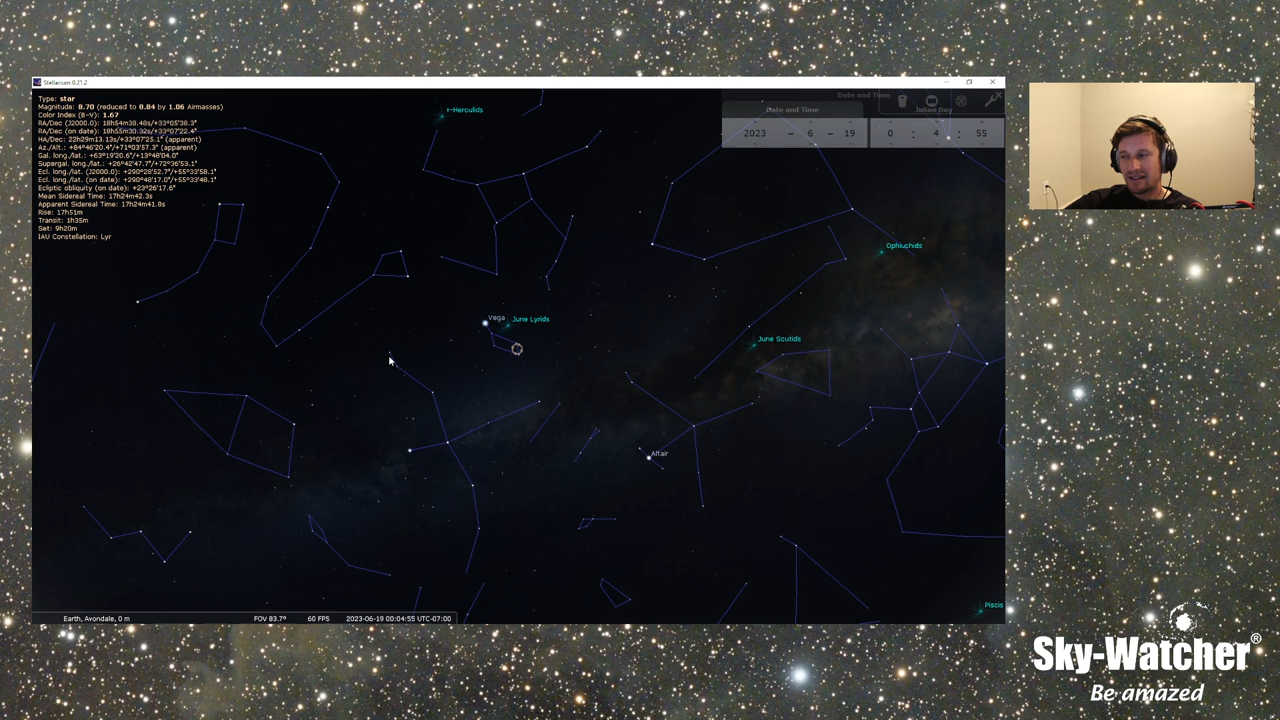 Stellarium 0.21.2
Type: star
Magnitude: 8.70 (reduced to 8.84 by 1.06 Airmasses)
Color Index (B-V): 1.67
RA/Dec (J2000.0): 18h54m38.48s/+33°05'38.3"
RA/Dec (on date): 18h55m30.32s/+33°07'22.4"
HA/Dec: 22h29m13.13s/+33°07'25.1" (apparent)
Az./Alt.: +84°46'20.4"/+71°03'57.3" (apparent)
Gal. long./lat.: +63°19'20.6"/+13°48'04.0"
Supergal. long./lat.: +26°42'47.7"/+72°36'53.1"
Ecl. long./lat. (J2000.0): +290°28'52.7"/+55°33'58.1"
Ecl. long./lat. (on date): +290°48'17.0"/+55°33'48.1"
Ecliptic obliquity (on date): +23°26'17.6"
Mean Sidereal Time: 17h24m42.3s
Apparent Sidereal Time: 17h24m41.8s
Rise: 17h51m
Transit: 1h35m
Set: 9h20m
IAU Constellation: Lyr
Date and Time
Date and Time
Julian Day
2023 - 6 - 19 0 : 4 : 55
τ-Herculids
Ophiuchids
Vega
June Lyrids
June Scutids
Altair
Piscis
Earth, Avondale, 0 m FOV 83.7° 60 FPS 2023-06-19 00:04:55 UTC-07:00
Sky-Watcher®
Be amazed